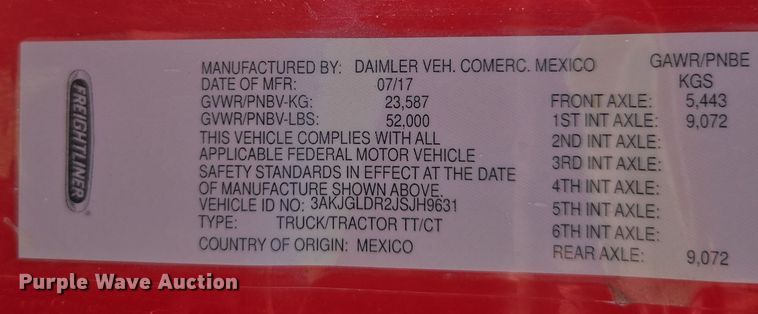 FREIGHTLINER
MANUFACTURED BY: DAIMLER VEH. COMERC. MEXICO
DATE OF MFR: 07/17
GVWR/PNBV-KG: 23,587
GVWR/PNBV-LBS: 52,000
THIS VEHICLE COMPLIES WITH ALL
APPLICABLE FEDERAL MOTOR VEHICLE
SAFETY STANDARDS IN EFFECT AT THE DATE
OF MANUFACTURE SHOWN ABOVE.
VEHICLE ID NO: 3AKJGLDR2JSJH9631
TYPE: TRUCK/TRACTOR TT/CT
COUNTRY OF ORIGIN: MEXICO
GAWR/PNBE
KGS
FRONT AXLE: 5,443
1ST INT AXLE: 9,072
2ND INT AXLE:
3RD INT AXLE:
4TH INT AXLE:
5TH INT AXLE:
6TH INT AXLE:
REAR AXLE: 9,072
Purple Wave Auction